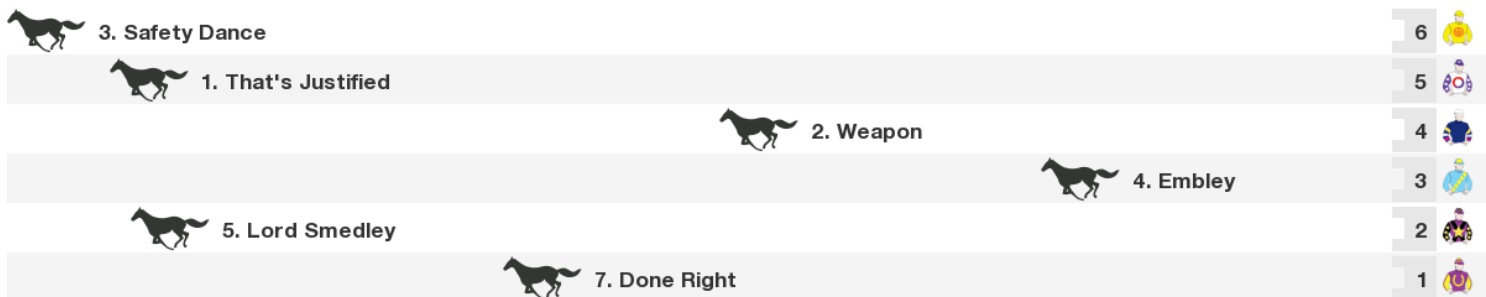 3. Safety Dance 6
1. That's Justified 5
2. Weapon 4
4. Embley 3
5. Lord Smedley 2
7. Done Right 1